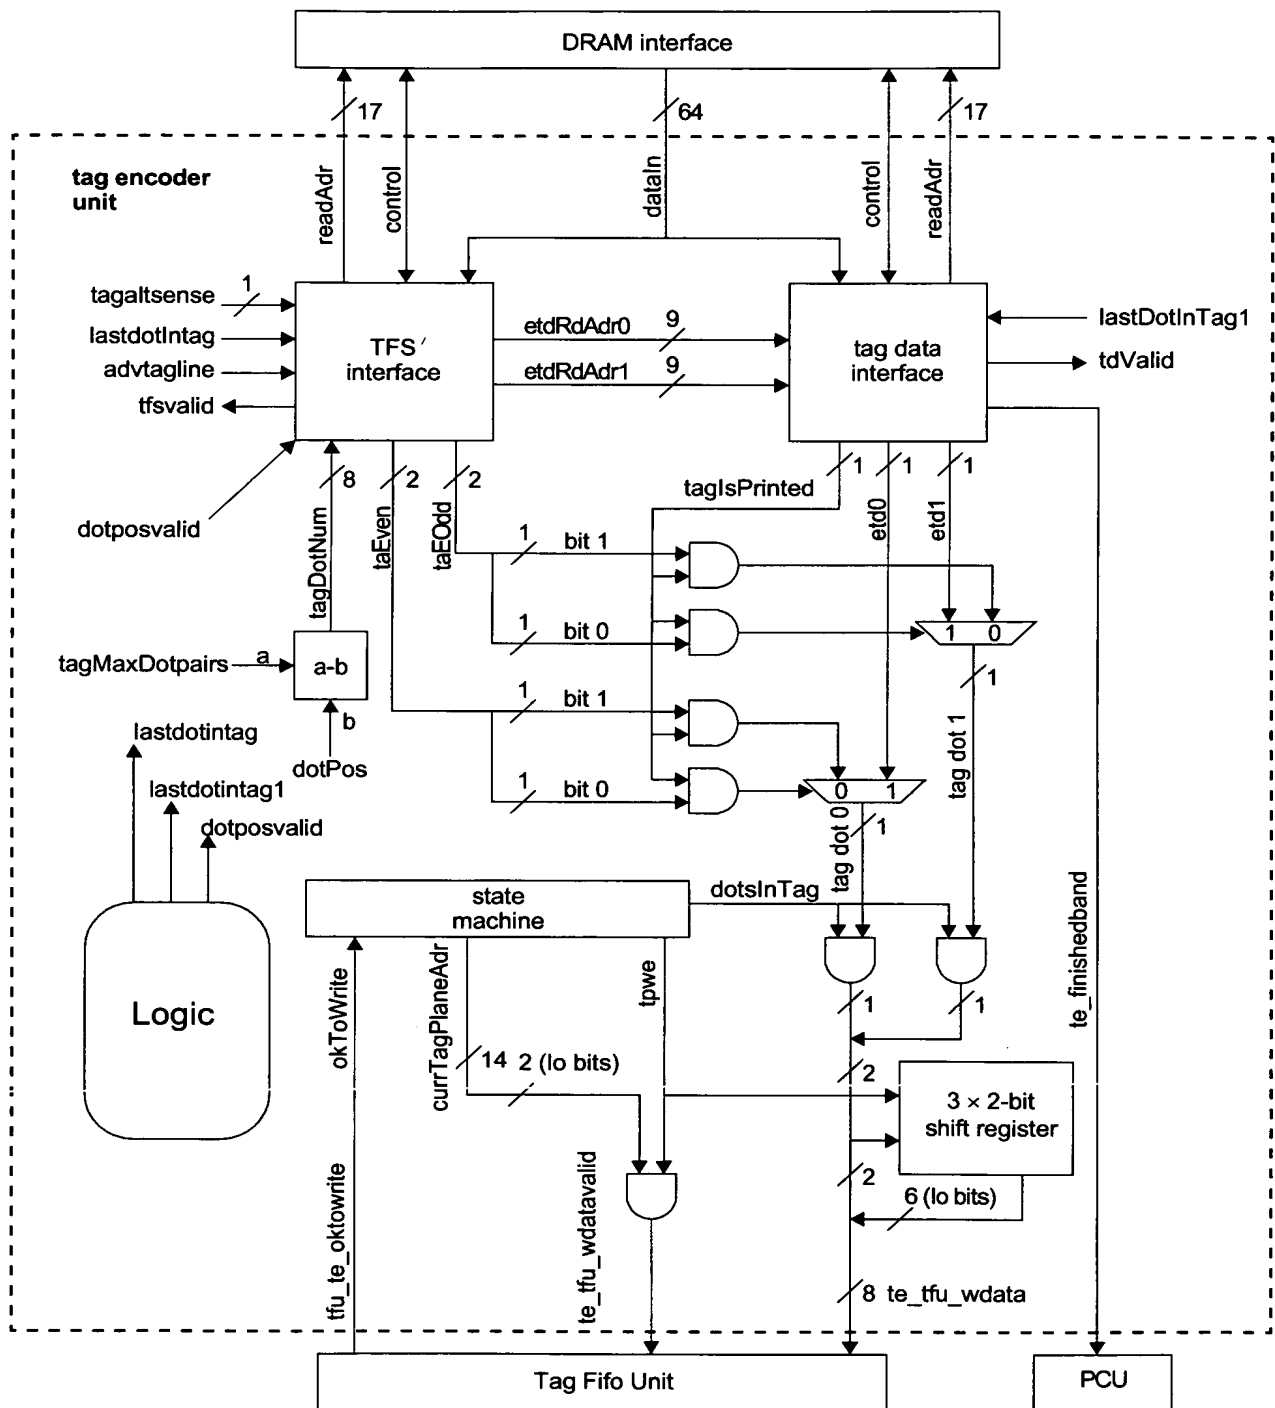 DRAM interface
17
64
17
tag encoder
unit
readAdr
control
dataIn
control
readAdr
tagaltsense
1
lastdotIntag
advtagline
tfsvalid
dotposvalid
TFS
interface
etdRdAdr0
9
etdRdAdr1
9
tag data
interface
lastDotInTag1
tdValid
8
2
2
tagIsPrinted
1
1
1
tagDotNum
taEven
taEOdd
etd0
etd1
1
bit 1
1
bit 0
1 0
1
tagMaxDotpairs
a
a-b
b
dotPos
1
bit 1
1
bit 0
0 1
1
tag dot 0
tag dot 1
lastdotintag
lastdotintag1
dotposvalid
Logic
state
machine
dotsInTag
okToWrite
currTagPlaneAdr
tpwe
1
1
te_finishedband
14
2 (lo bits)
2
3 × 2-bit
shift register
2
6 (lo bits)
tfu_te_oktowrite
te_tfu_wdatavalid
8
te_tfu_wdata
Tag Fifo Unit
PCU